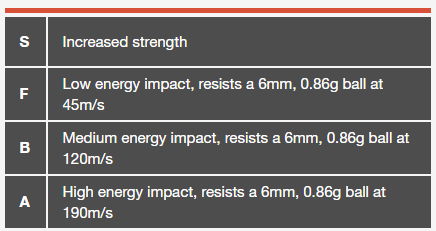 S Increased strength
F Low energy impact, resists a 6mm, 0.86g ball at
45m/s
B Medium energy impact, resists a 6mm, 0.86g ball at
120m/s
A High energy impact, resists a 6mm, 0.86g ball at
190m/s